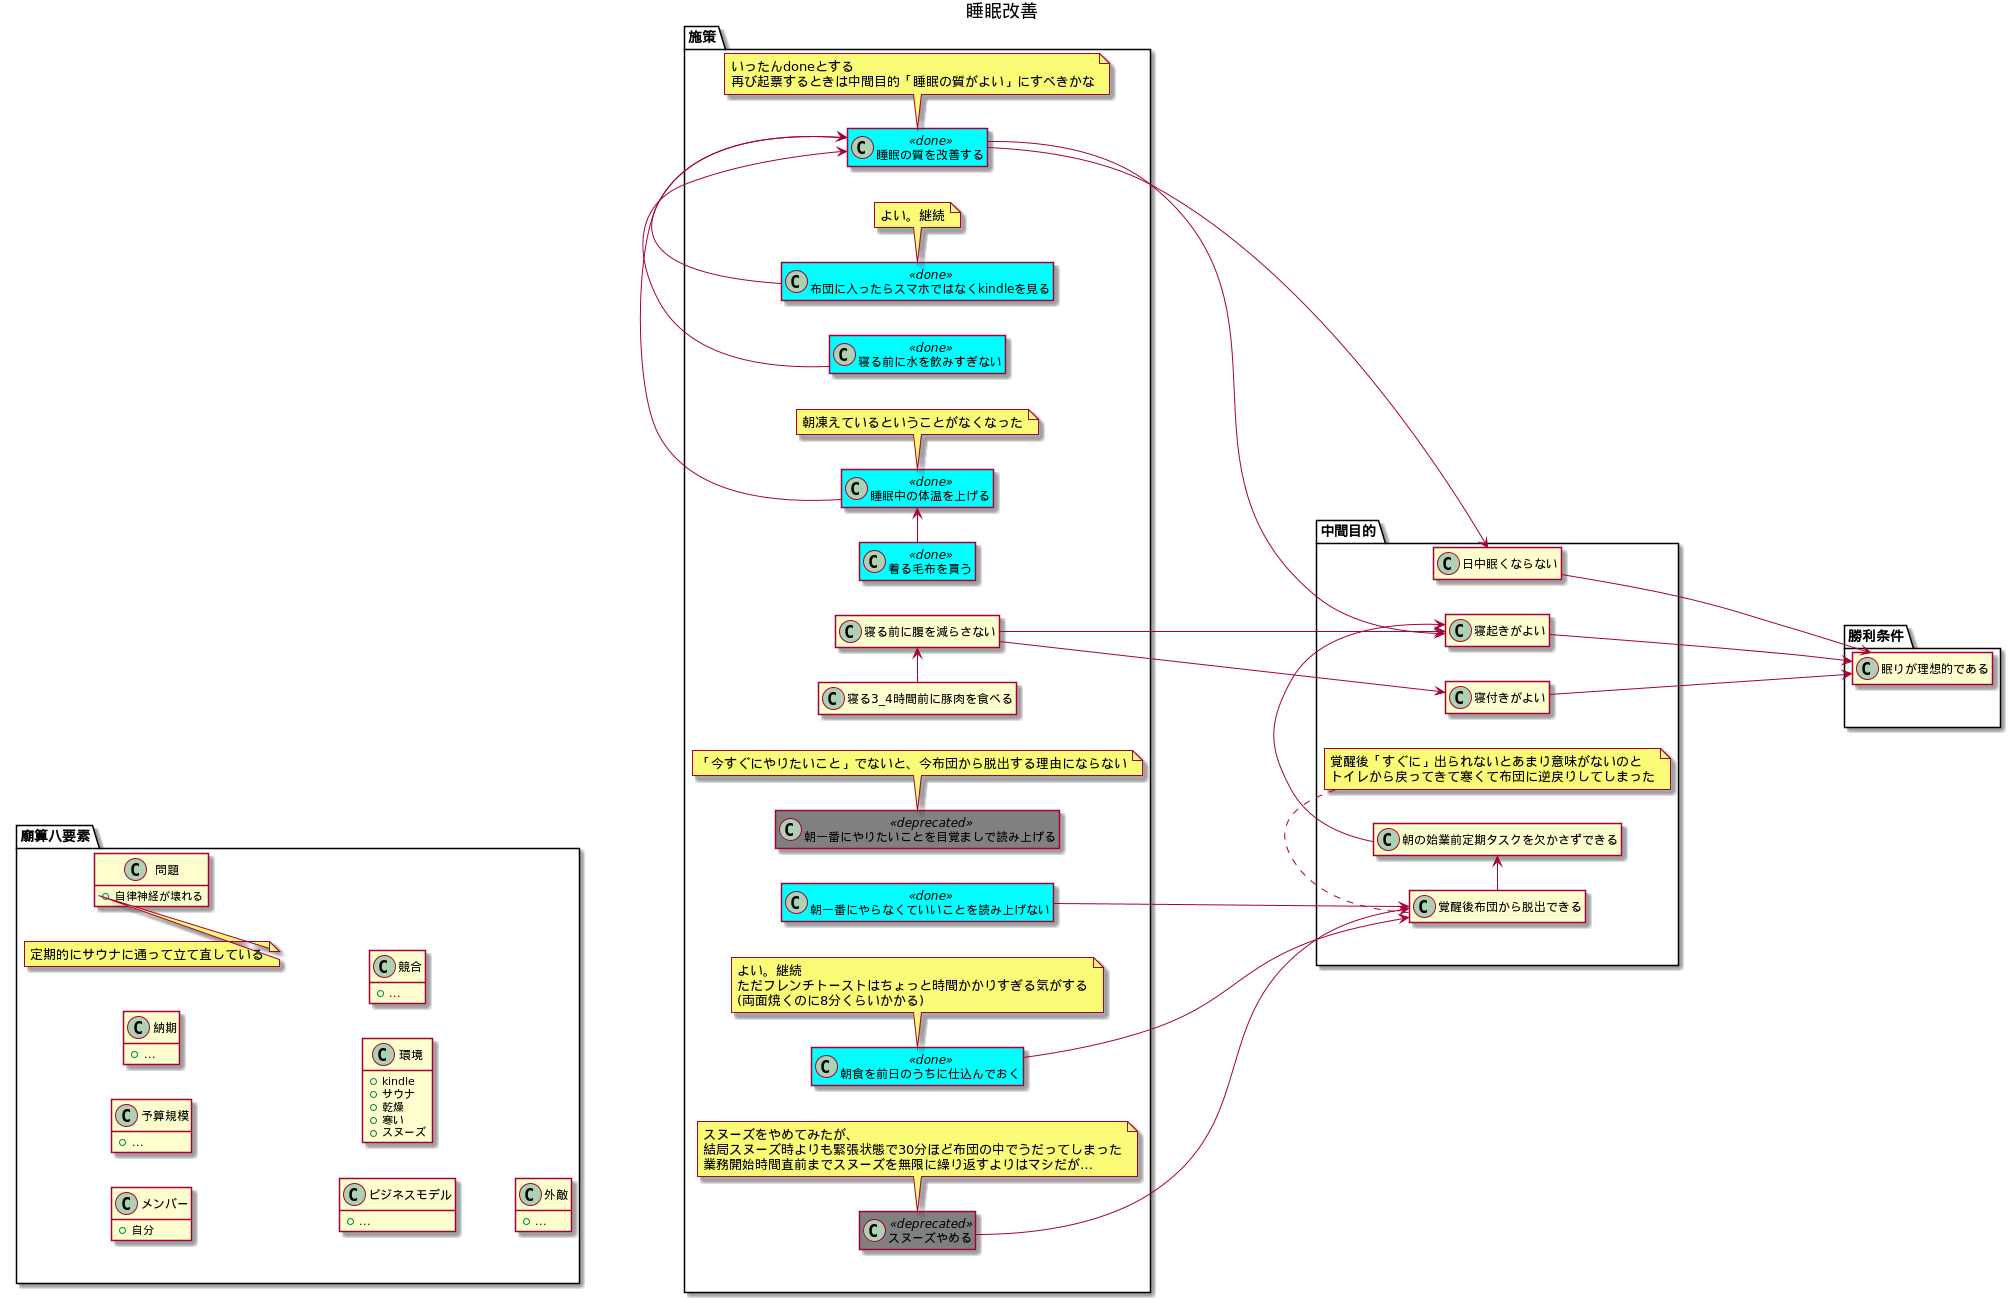 睡眠改善
施策
いったんdoneとする
再び起票するときは中間目的「睡眠の質がよい」にすべきかな
C
«done»
睡眠の質を改善する
よい。継続
C
«done»
布団に入ったらスマホではなくkindleを見る
C
«done»
寝る前に水を飲みすぎない
朝凍えているということがなくなった
C
«done»
睡眠中の体温を上げる
C
«done»
着る毛布を買う
C 寝る前に腹を減らさない
C 寝る3_4時間前に豚肉を食べる
「今すぐにやりたいこと」でないと、今布団から脱出する理由にならない
C
«deprecated»
朝一番にやりたいことを目覚ましで読み上げる
C
«done»
朝一番にやらなくていいことを読み上げない
よい。継続
ただフレンチトーストはちょっと時間かかりすぎる気がする
(両面焼くのに8分くらいかかる)
C
«done»
朝食を前日のうちに仕込んでおく
スヌーズをやめてみたが、
結局スヌーズ時よりも緊張状態で30分ほど布団の中でうだってしまった
業務開始時間直前までスヌーズを無限に繰り返すよりはマシだが...
C
«deprecated»
スヌーズやめる
中間目的
C 日中眠くならない
C 寝起きがよい
C 寝付きがよい
覚醒後「すぐに」出られないとあまり意味がないのと
トイレから戻ってきて寒くて布団に逆戻りしてしまった
C 朝の始業前定期タスクを欠かさずできる
C 覚醒後布団から脱出できる
勝利条件
C 眠りが理想的である
廟算八要素
C 問題
自律神経が壊れる
定期的にサウナに通って立て直している
C 競合
...
C 納期
...
C 環境
kindle
サウナ
乾燥
寒い
スヌーズ
C 予算規模
...
C メンバー
自分
C ビジネスモデル
...
C 外敵
...